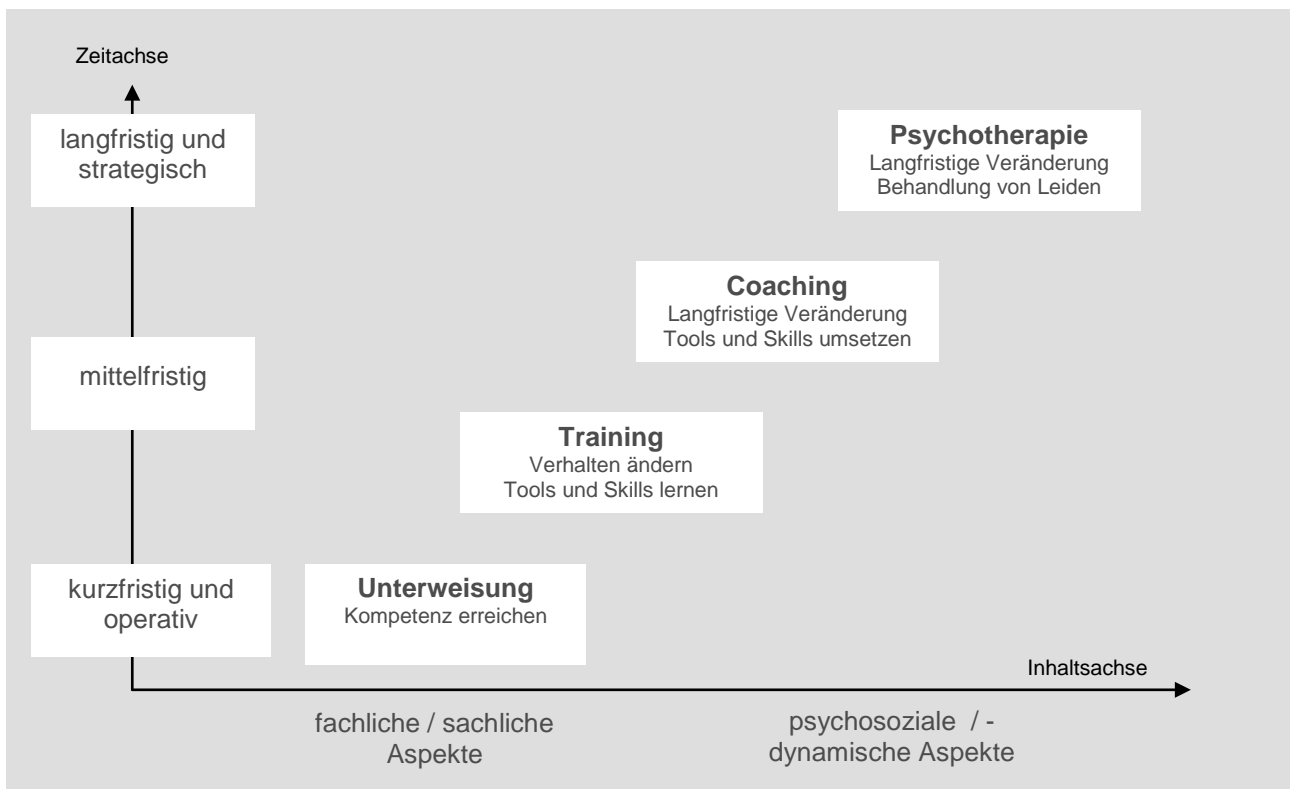 Zeitachse
langfristig und
strategisch
Psychotherapie
Langfristige Veränderung
Behandlung von Leiden
Coaching
Langfristige Veränderung
Tools und Skills umsetzen
mittelfristig
Training
Verhalten ändern
Tools und Skills lernen
kurzfristig und
operativ
Unterweisung
Kompetenz erreichen
Inhaltsachse
fachliche / sachliche
Aspekte
psychosoziale / -
dynamische Aspekte